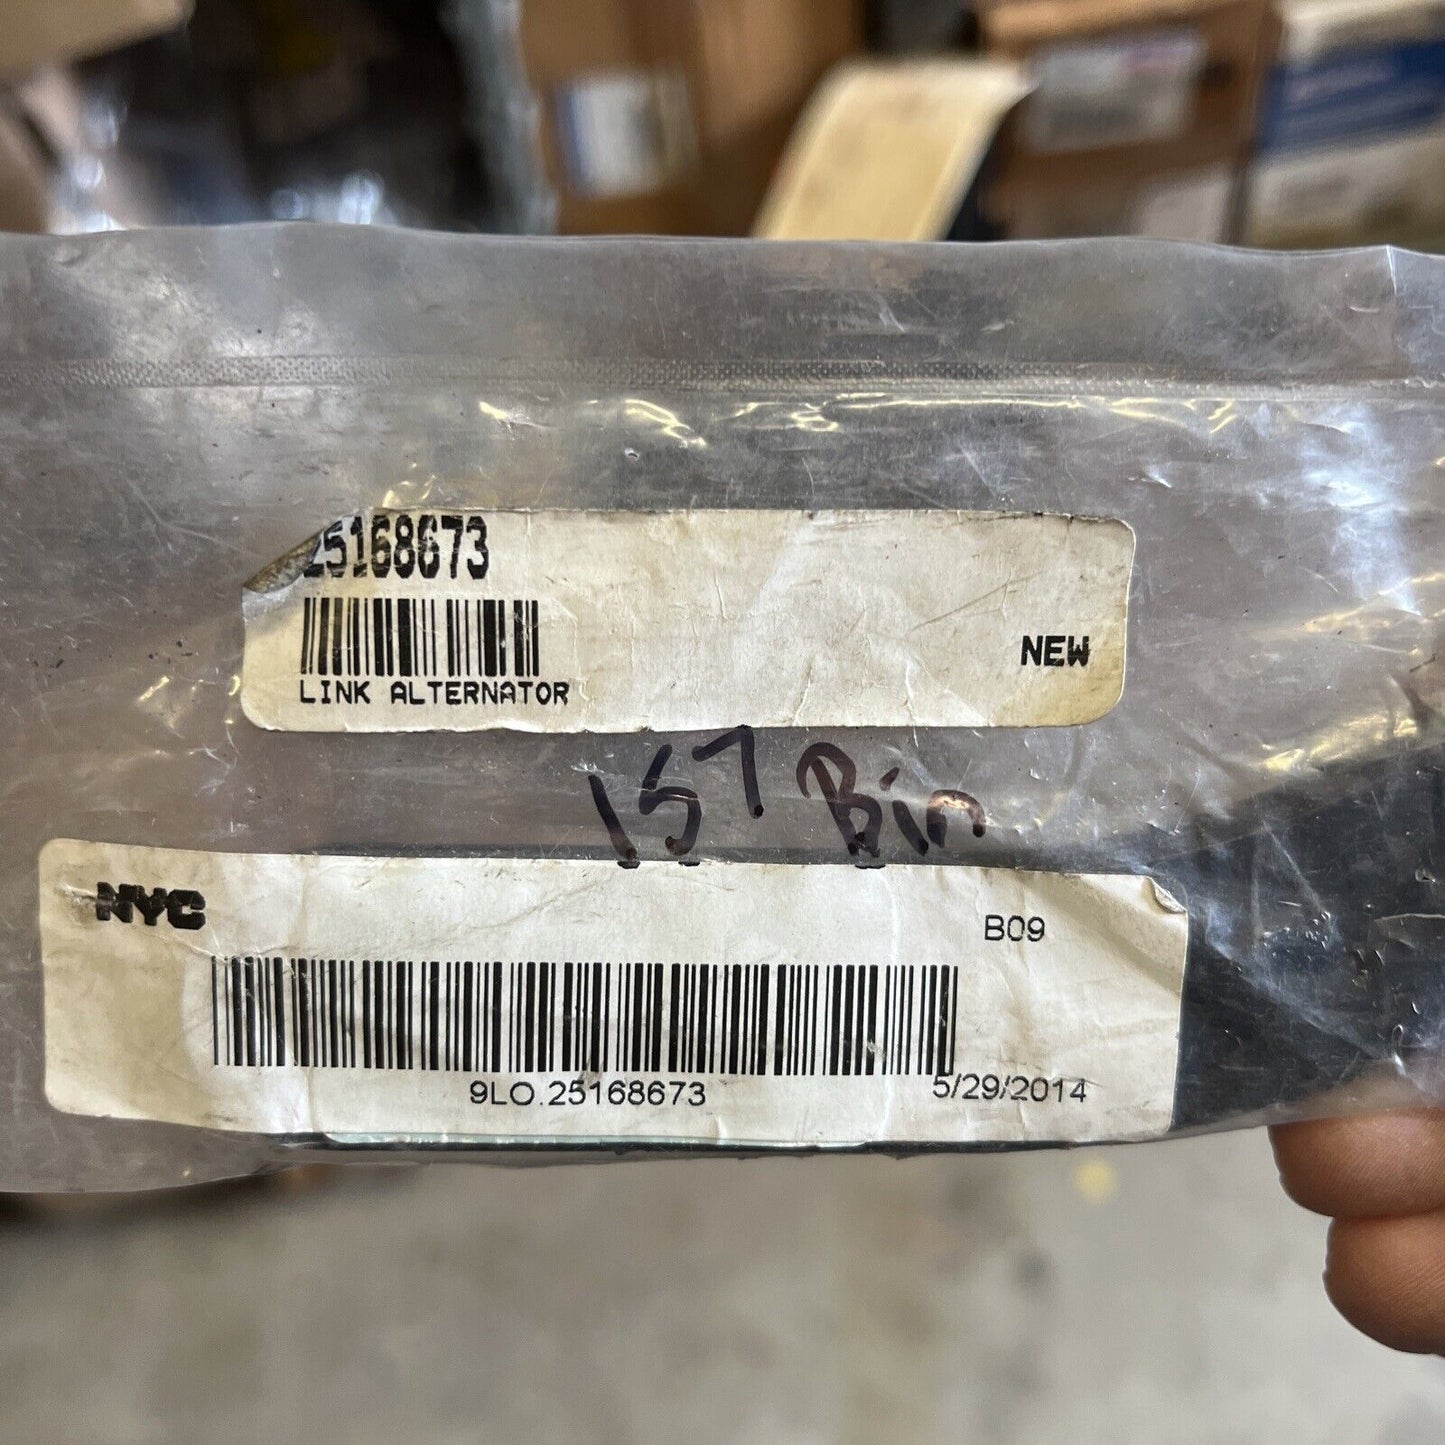 25168673
NEW
LINK ALTERNATOR
157 Bin
NYC
B09
9LO.25168673
5/29/2014